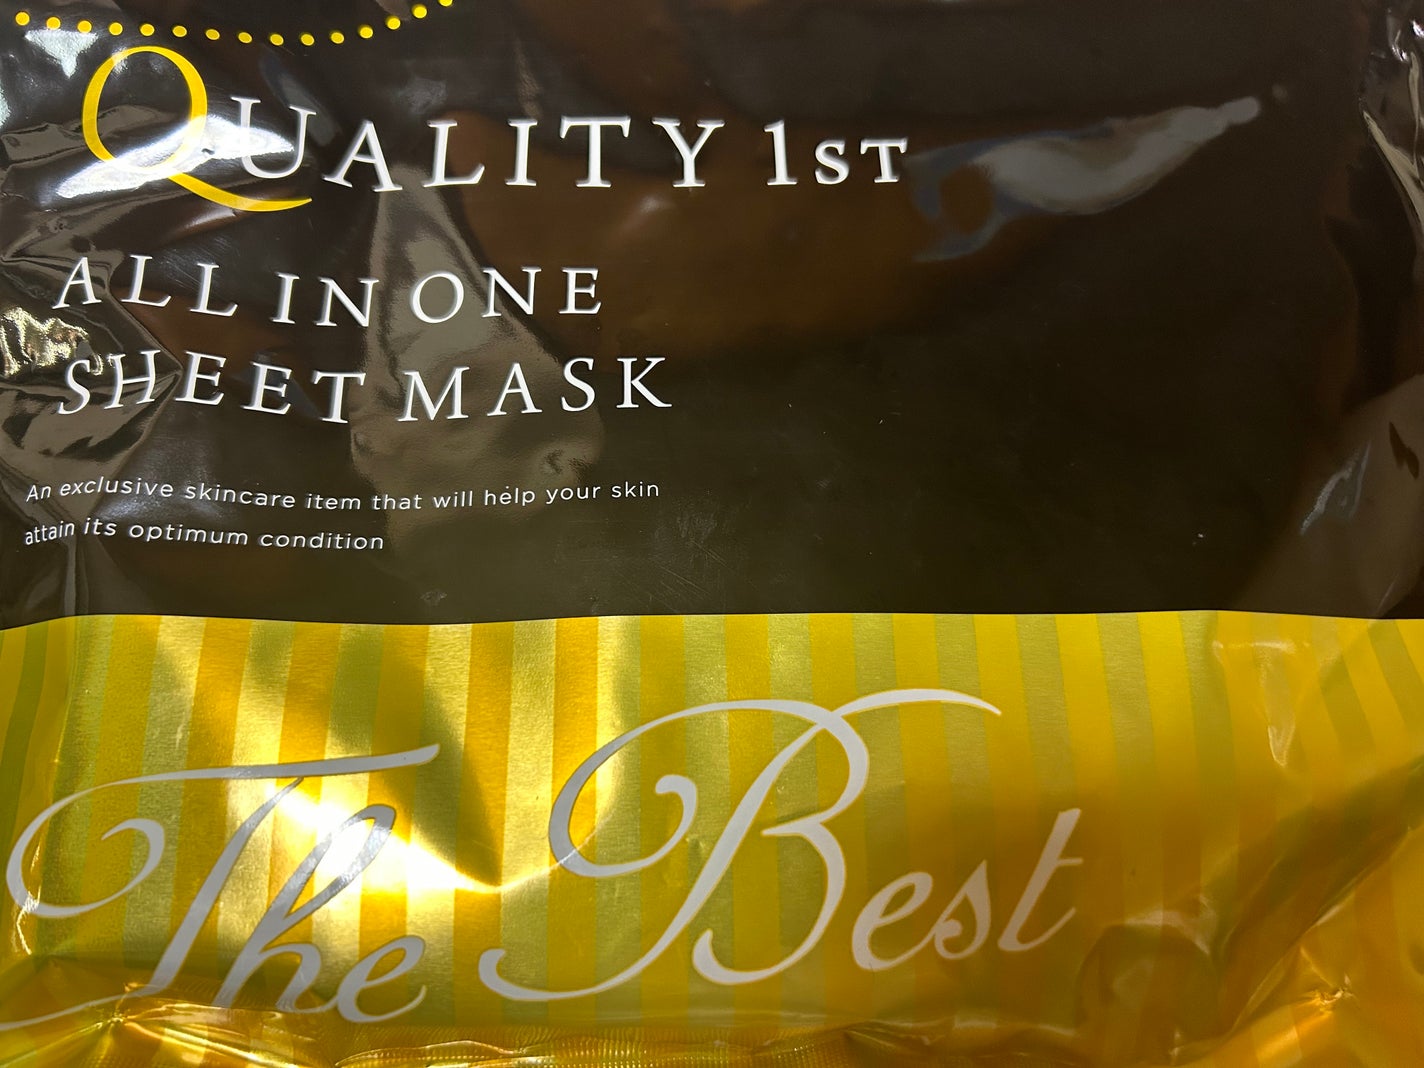 QUALITY 1ST
ALL IN ONE
SHEET MASK
An exclusive skincare item that will help your skin
attain its optimum condition
The Best